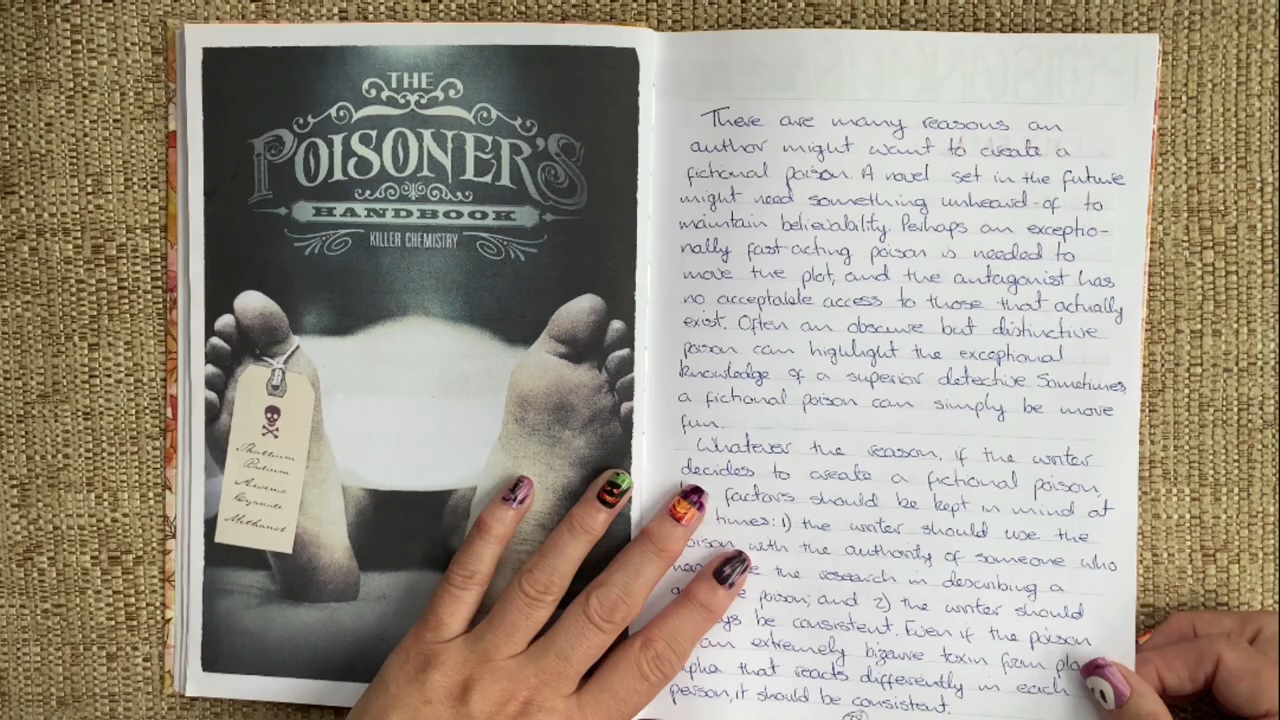 THE
POISONER'S
HANDBOOK
KILLER CHEMISTRY
Thallium
Arsenic
Cyanide
Methanol
There are many reasons an
author might want to create a
fictional poison. A novel set in the future
might need something unheard-of to
maintain believability. Perhaps an exceptio-
nally fast-acting poison is needed to
move the plot, and the antagonist has
no acceptable access to those that actually
exist. Often an obscure but distinctive
poison can highlight the exceptional
knowledge of a superior detective. Sometimes
a fictional poison can simply be more
fun.
Whatever the reason, if the writer
decides to create a fictional poison,
factors should be kept in mind at
times: 1) the writer should use the
poison with the authority of someone who
the research in describing a
poison; and 2) the writer should
be consistent. Even if the poison
an extremely bizarre toxin from
that reacts differently in each
person, it should be consistent.